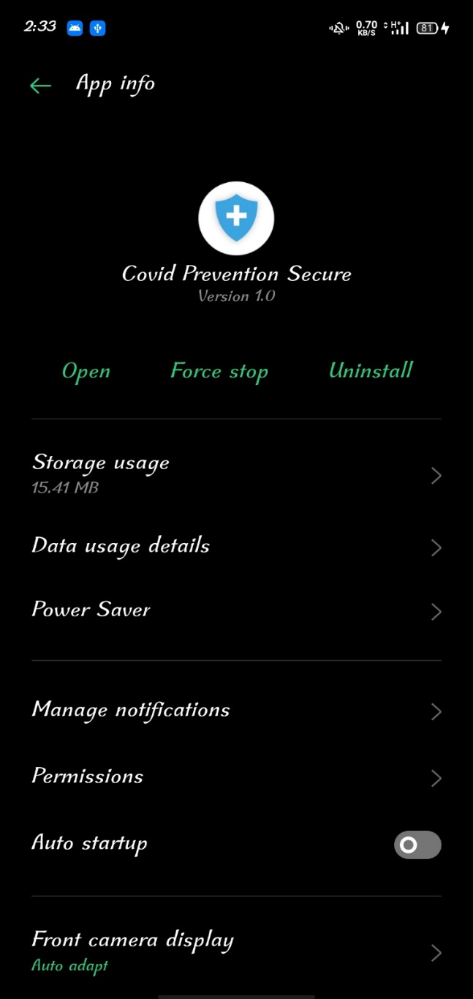 2:33 0.70 KB/S H+ 81
App info
Covid Prevention Secure
Version 1.0
Open Force stop Uninstall
Storage usage
15.41 MB
Data usage details
Power Saver
Manage notifications
Permissions
Auto startup
Front camera display
Auto adapt